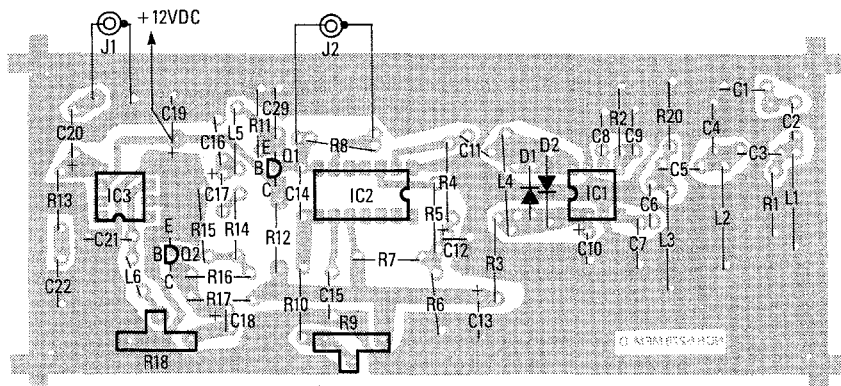 +12VDC
J1
J2
C20
C19
C16
L5
R11
C29
R8
C11
D1
D2
C8
R2
C9
R20
C4
C1
C2
E
B
Q1
C
C5
C3
R13
IC3
C17
C14
IC2
R4
L4
IC1
R1
L1
R15
R14
R5
C6
C21
E
B
Q2
C
R12
C12
C10
C7
L3
L2
C22
L6
R16
R7
R3
R17
R10
C15
R6
C18
R9
C13
R18